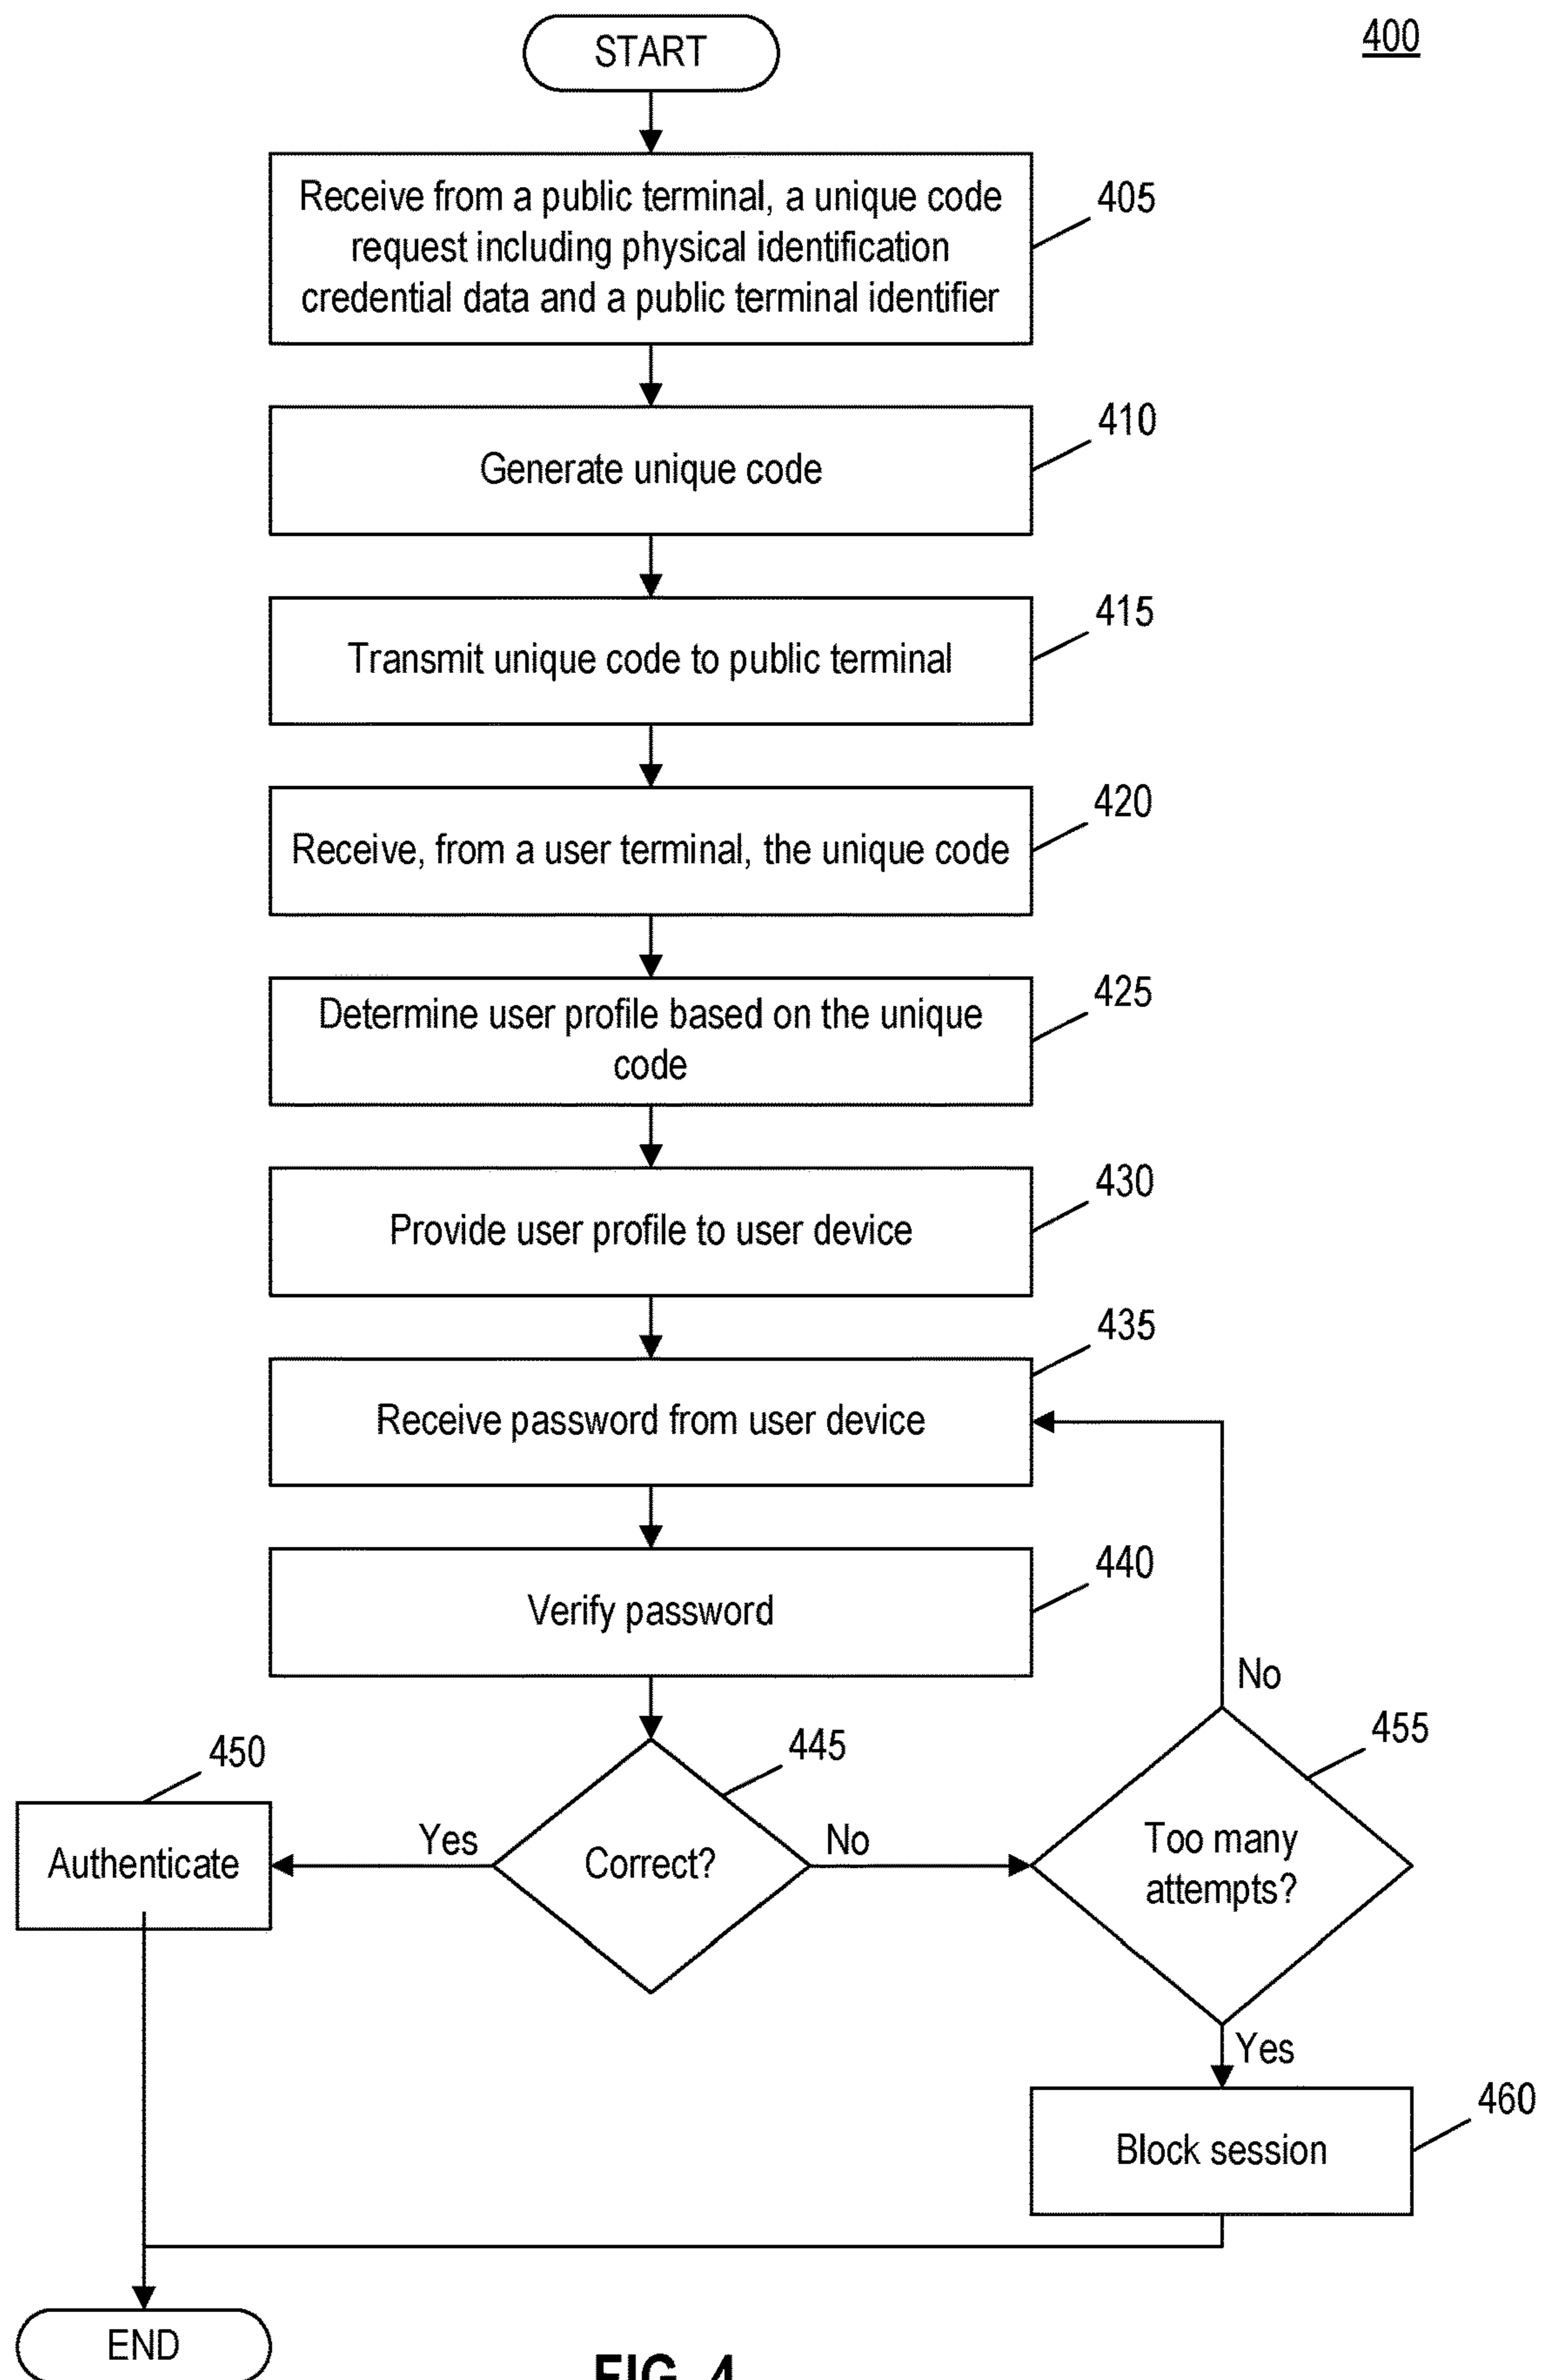 START
400
Receive from a public terminal, a unique code
request including physical identification
credential data and a public terminal identifier
405
Generate unique code
410
Transmit unique code to public terminal
415
Receive, from a user terminal, the unique code
420
Determine user profile based on the unique
code
425
Provide user profile to user device
430
Receive password from user device
435
Verify password
440
Correct?
445
Yes
No
Authenticate
450
Too many
attempts?
455
No
Yes
Block session
460
END
FIG. 4